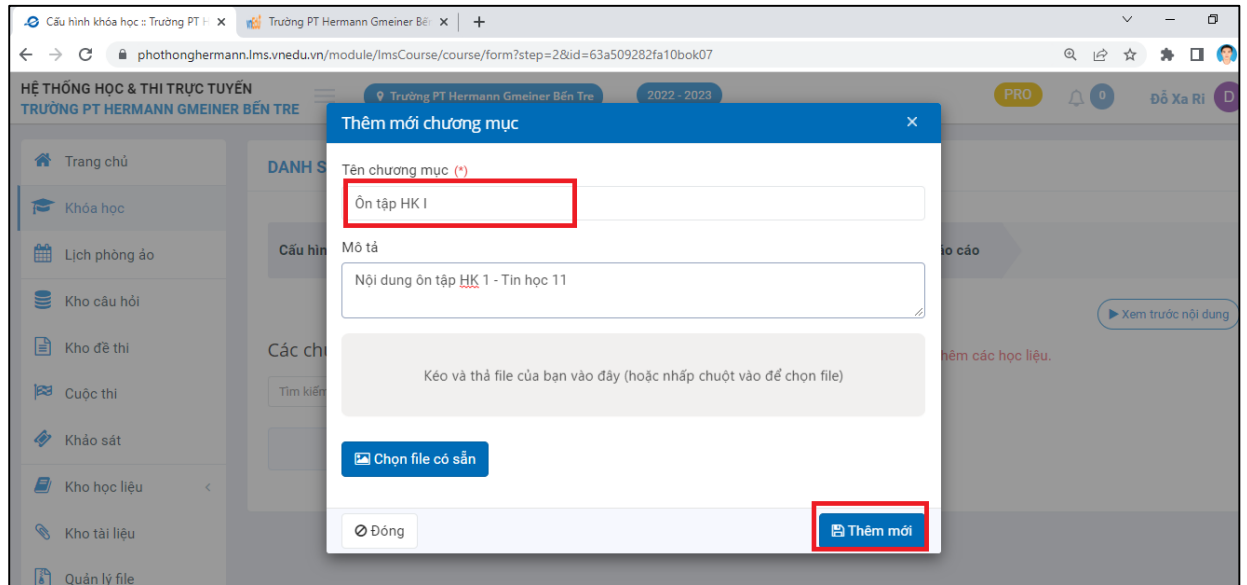 Cấu hình khóa học :: Trường PT H
Trường PT Hermann Gmeiner Bến
phothonghermann.lms.vnedu.vn/module/lmsCourse/course/form?step=2&id=63a509282fa10bok07
HỆ THỐNG HỌC & THI TRỰC TUYẾN
TRƯỜNG PT HERMANN GMEINER BẾN TRE
Trường PT Hermann Gmeiner Bến Tre
2022 - 2023
PRO
0
Đỗ Xa Ri
D
Thêm mới chương mục
Trang chủ
DANH S
Tên chương mục (*)
Khóa học
Ôn tập HK I
Lịch phòng ảo
Cấu hìn
Mô tả
áo cáo
Nội dung ôn tập HK 1 - Tin học 11
Kho câu hỏi
Xem trước nội dung
Kho đề thi
Các chư
hêm các học liệu.
Kéo và thả file của bạn vào đây (hoặc nhấp chuột vào để chọn file)
Cuộc thi
Tìm kiếm
Khảo sát
Chọn file có sẵn
Kho học liệu
Kho tài liệu
Đóng
Thêm mới
Quản lý file